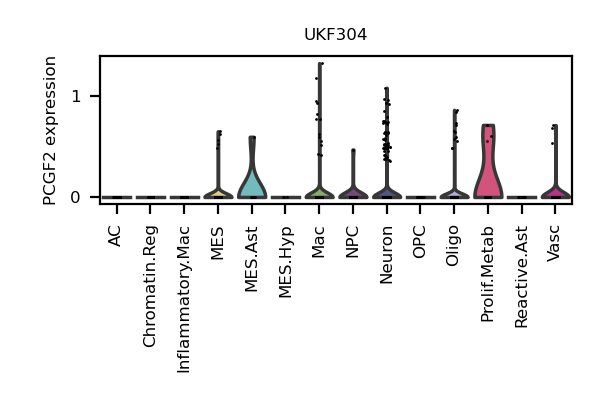 UKF304
PCGF2 expression
1
0
AC
Chromatin.Reg
Inflammatory.Mac
MES
MES.Ast
MES.Hyp
Mac
NPC
Neuron
OPC
Oligo
Prolif.Metab
Reactive.Ast
Vasc